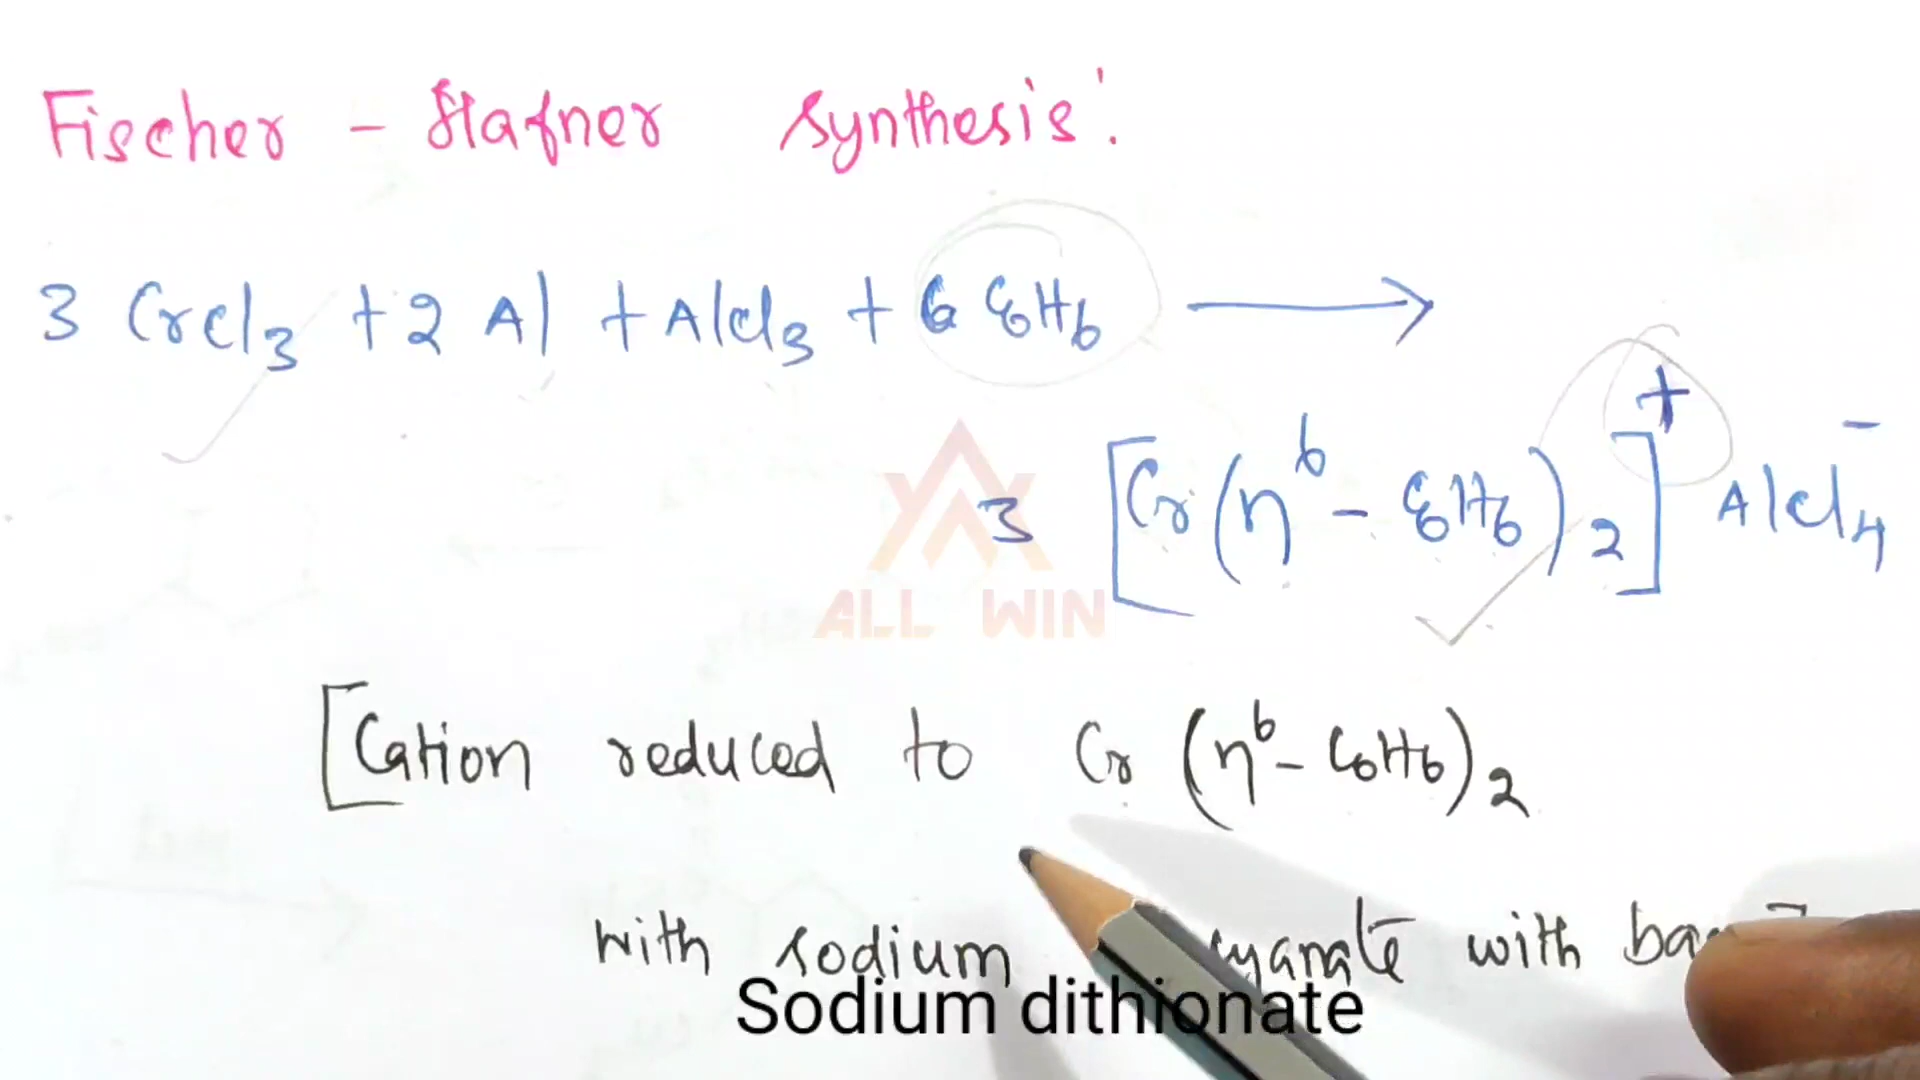 Fischer - Hafner synthesis:
3 CrCl₃ + 2 Al + AlCl₃ + 6 C₆H₆ ⟶
3 [Cr(η⁶ - C₆H₆)₂]⁺ AlCl₄⁻
ALL WIN
[Cation reduced to Cr (η⁶ - C₆H₆)₂
with sodium with
Sodium dithionate